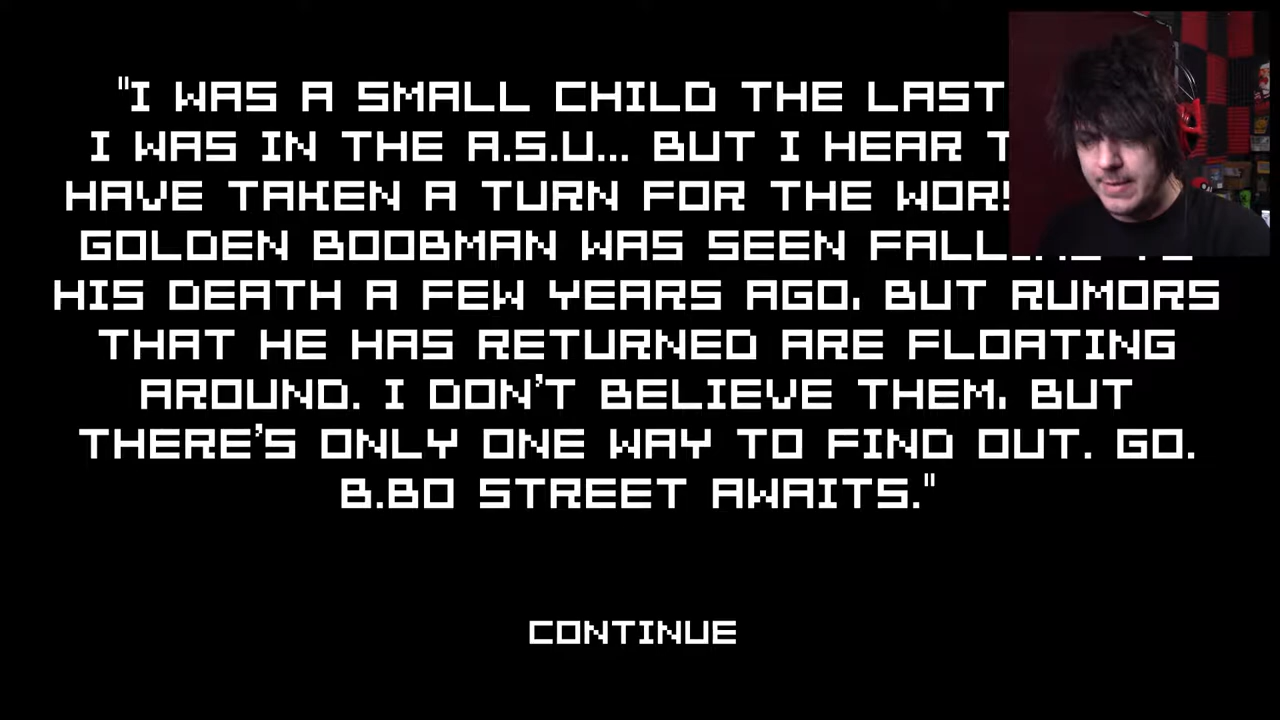 "I WAS A SMALL CHILD THE LAST
I WAS IN THE A.S.U... BUT I HEAR
HAVE TAKEN A TURN FOR THE
GOLDEN BOOBMAN WAS SEEN
HIS DEATH A FEW YEARS AGO, BUT RUMORS
THAT HE HAS RETURNED ARE FLOATING
AROUND. I DON'T BELIEVE THEM, BUT
THERE'S ONLY ONE WAY TO FIND OUT. GO.
B.BO STREET AWAITS."
CONTINUE